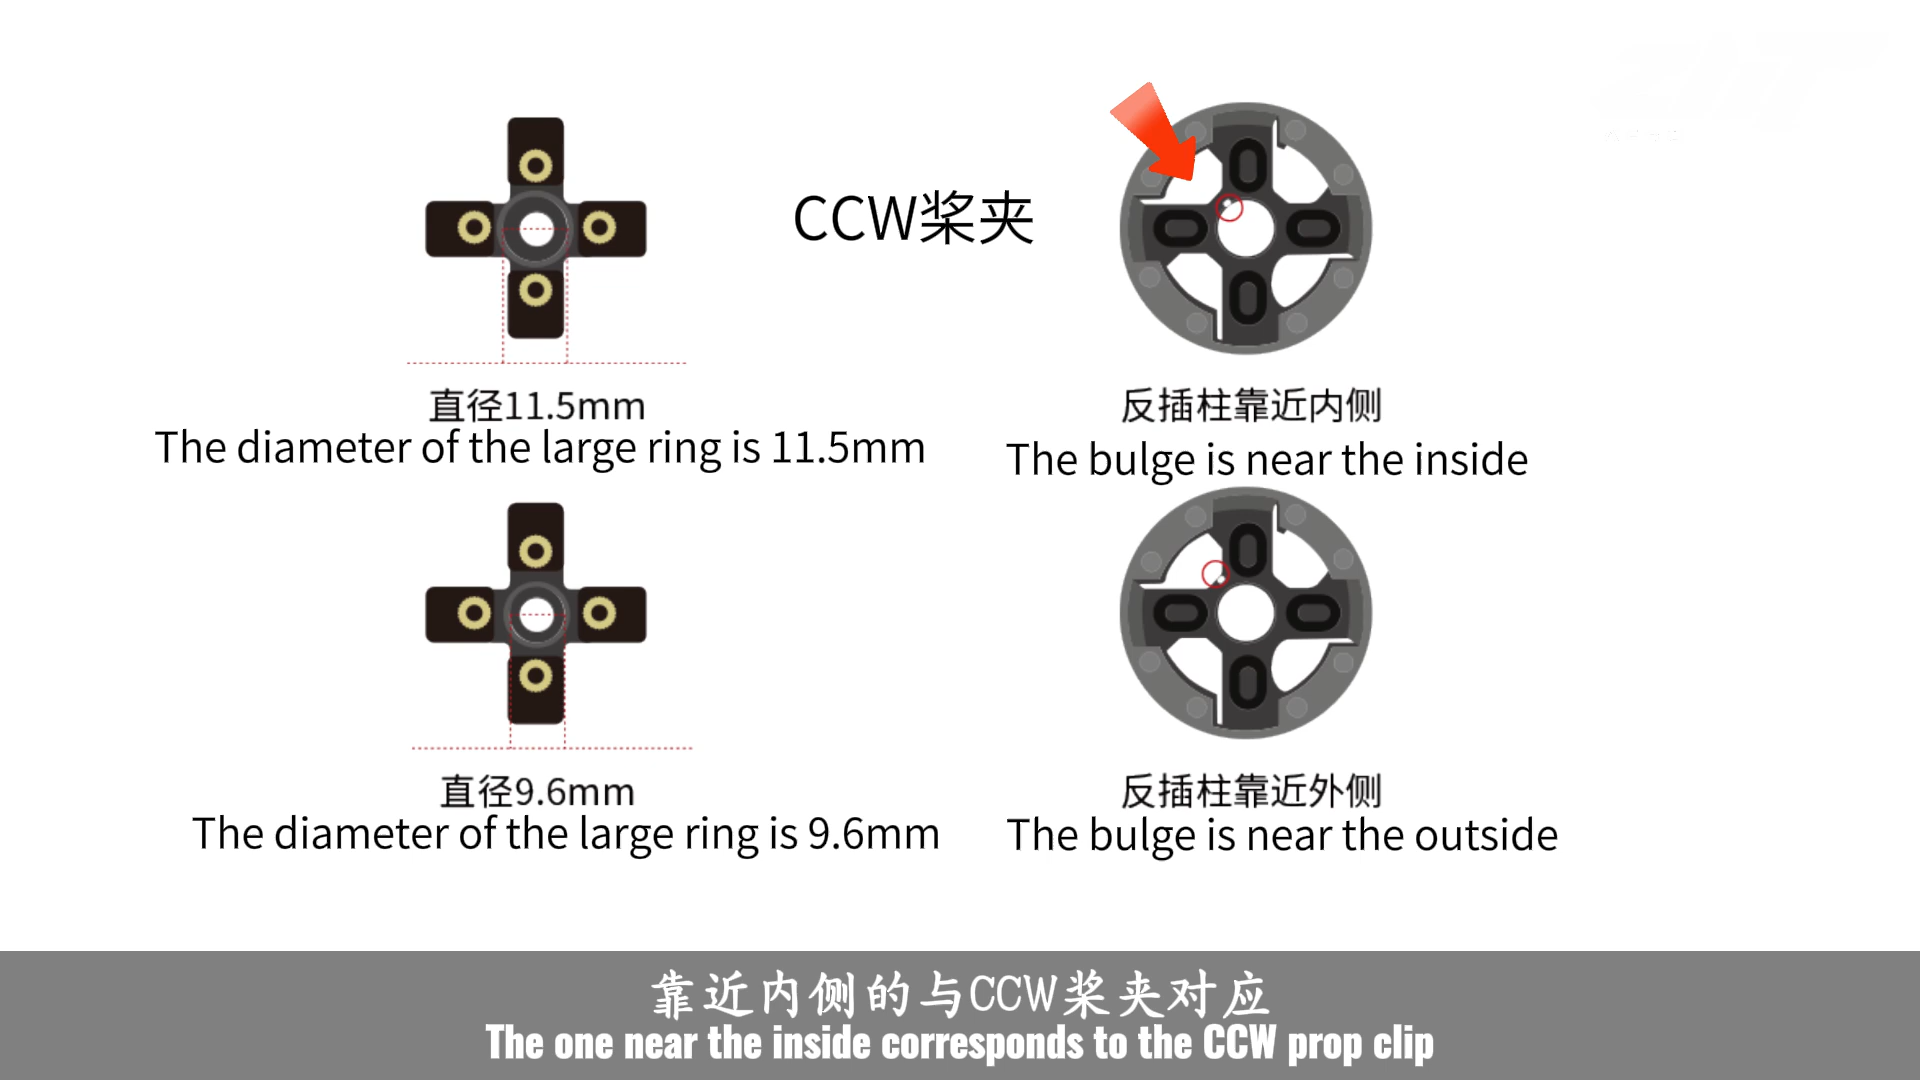 CCW桨夹
直径11.5mm
The diameter of the large ring is 11.5mm
反插柱靠近内侧
The bulge is near the inside
直径9.6mm
The diameter of the large ring is 9.6mm
反插柱靠近外侧
The bulge is near the outside
靠近内侧的与CCW桨夹对应
The one near the inside corresponds to the CCW prop clip